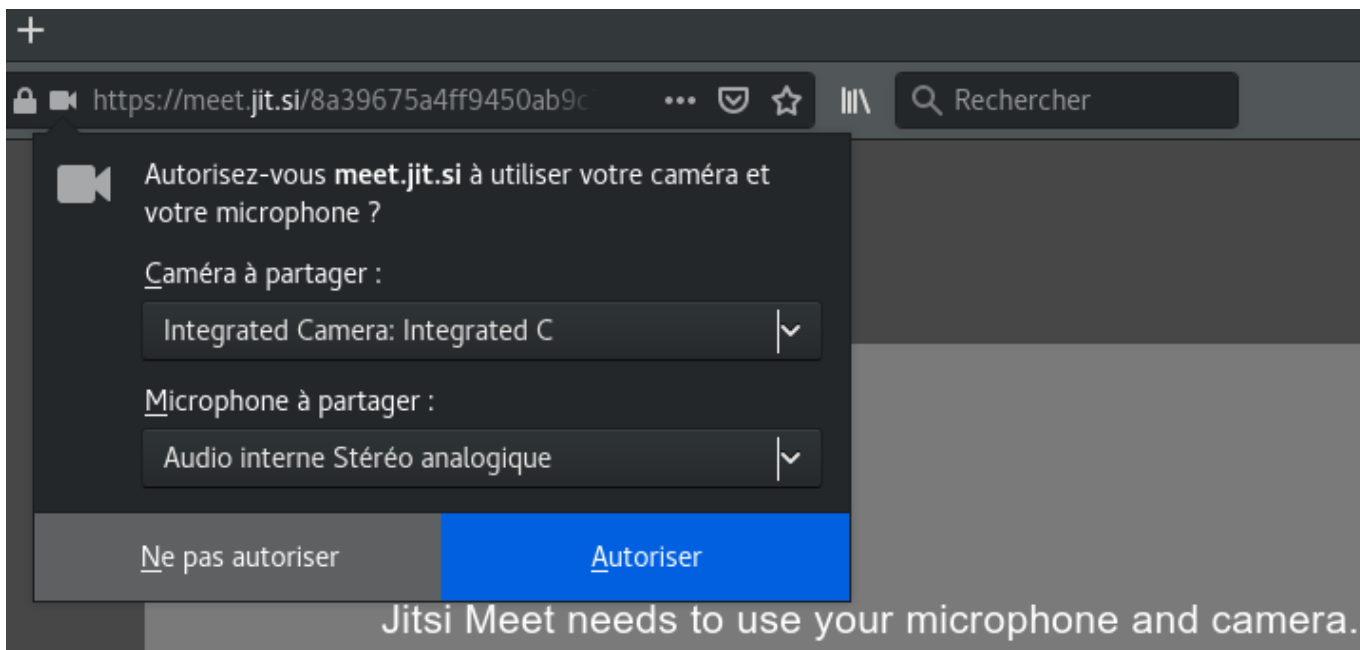 https://meet.jit.si/8a39675a4ff9450ab9c
Rechercher
Autorisez-vous meet.jit.si à utiliser votre caméra et
votre microphone ?
Caméra à partager :
Integrated Camera: Integrated C
Microphone à partager :
Audio interne Stéréo analogique
Ne pas autoriser
Autoriser
Jitsi Meet needs to use your microphone and camera.